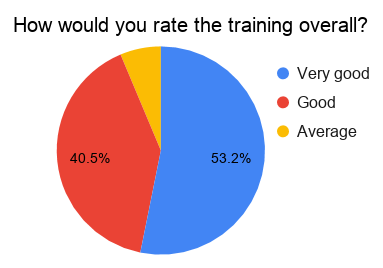 How would you rate the training overall?
Very good
Good
Average
40.5%
53.2%